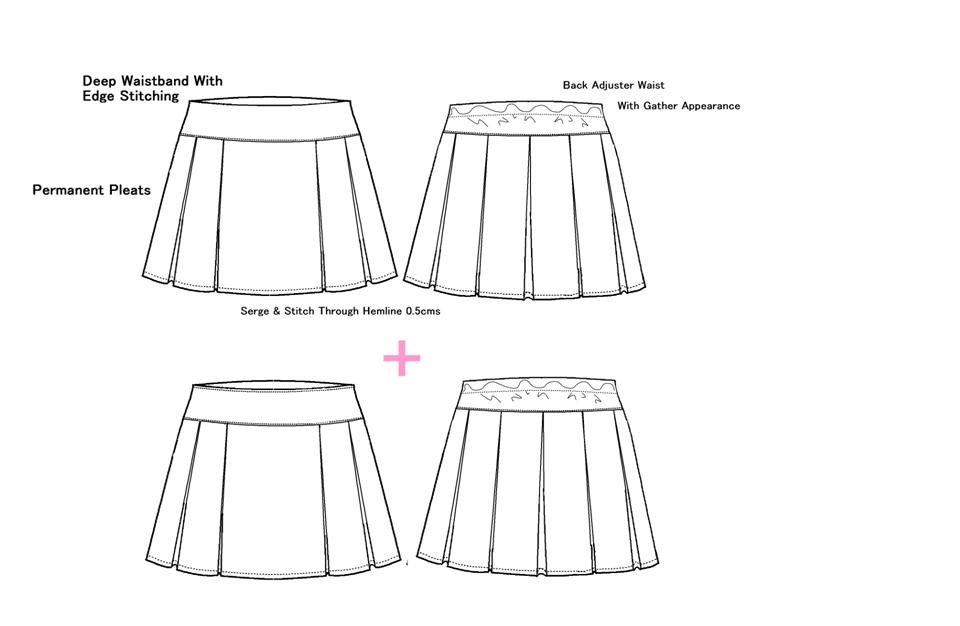 Deep Waistband With
Edge Stitching
Back Adjuster Waist
With Gather Appearance
Permanent Pleats
Serge & Stitch Through Hemline 0.5cms